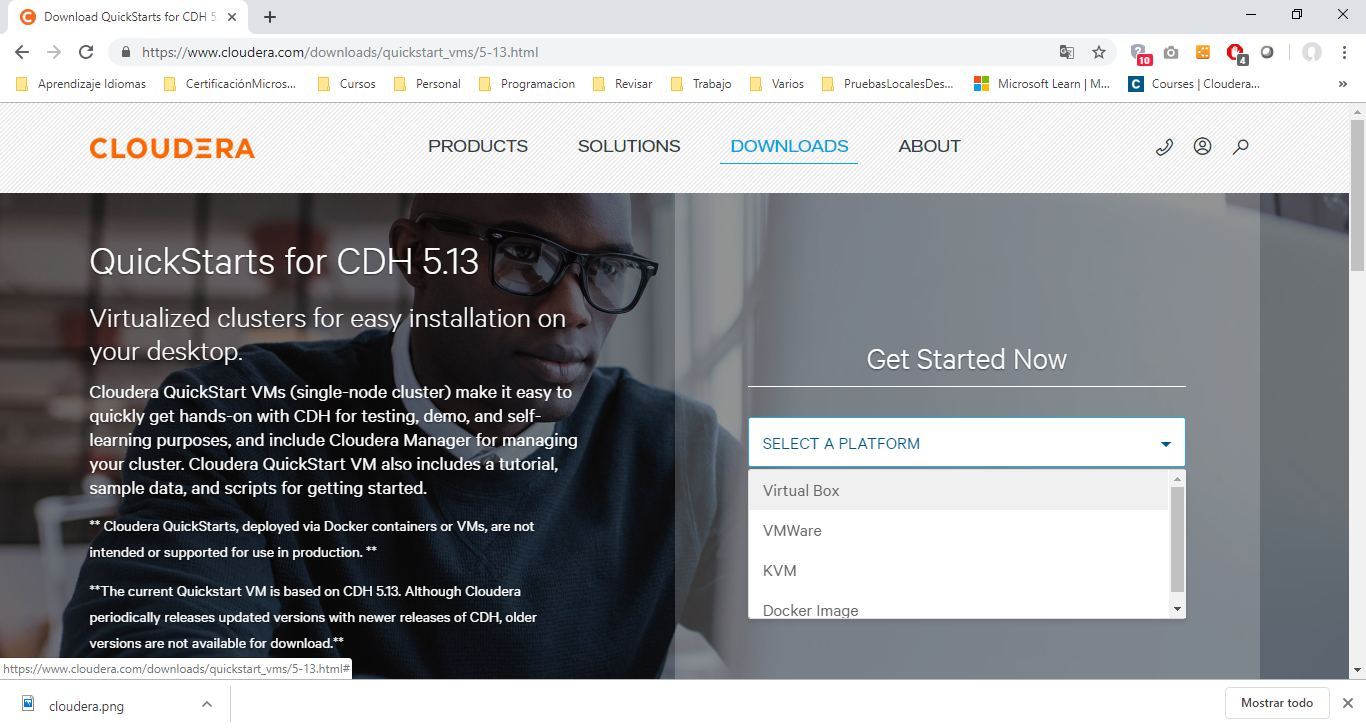 Download QuickStarts for CDH 5.
https://www.cloudera.com/downloads/quickstart_vms/5-13.html
10
4
Aprendizaje Idiomas
CertificaciónMicros...
Cursos
Personal
Programacion
Revisar
Trabajo
Varios
PruebasLocalesDes...
Microsoft Learn | M...
C
Courses | Cloudera...
»
CLOUDERA
PRODUCTS
SOLUTIONS
DOWNLOADS
ABOUT
QuickStarts for CDH 5.13
Virtualized clusters for easy installation on
your desktop.
Cloudera QuickStart VMs (single-node cluster) make it easy to
quickly get hands-on with CDH for testing, demo, and self-
learning purposes, and include Cloudera Manager for managing
your cluster. Cloudera QuickStart VM also includes a tutorial,
sample data, and scripts for getting started.
** Cloudera QuickStarts, deployed via Docker containers or VMs, are not
intended or supported for use in production. **
**The current Quickstart VM is based on CDH 5.13. Although Cloudera
periodically releases updated versions with newer releases of CDH, older
versions are not available for download.**
Get Started Now
SELECT A PLATFORM
Virtual Box
VMWare
KVM
Docker Image
https://www.cloudera.com/downloads/quickstart_vms/5-13.html#
cloudera.png
Mostrar todo